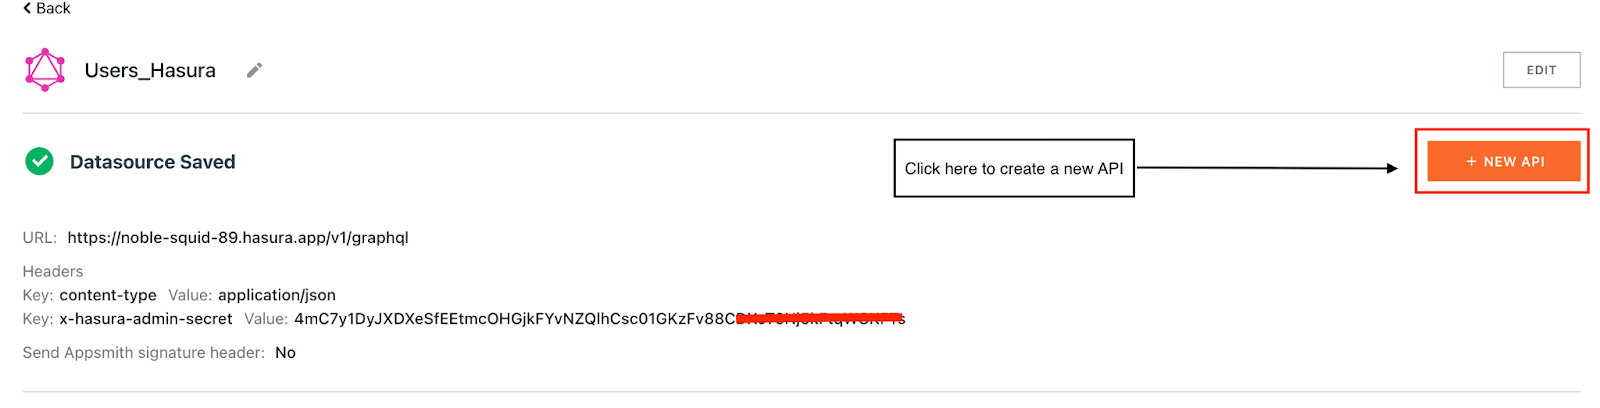 Back
Users_Hasura
EDIT
Datasource Saved
Click here to create a new API
+ NEW API
URL: https://noble-squid-89.hasura.app/v1/graphql
Headers
Key: content-type Value: application/json
Key: x-hasura-admin-secret Value: 4mC7y1DyJXDXeSfEEtmcOHGjkFYvNZQlhCsc01GKzFv88C
Send Appsmith signature header: No